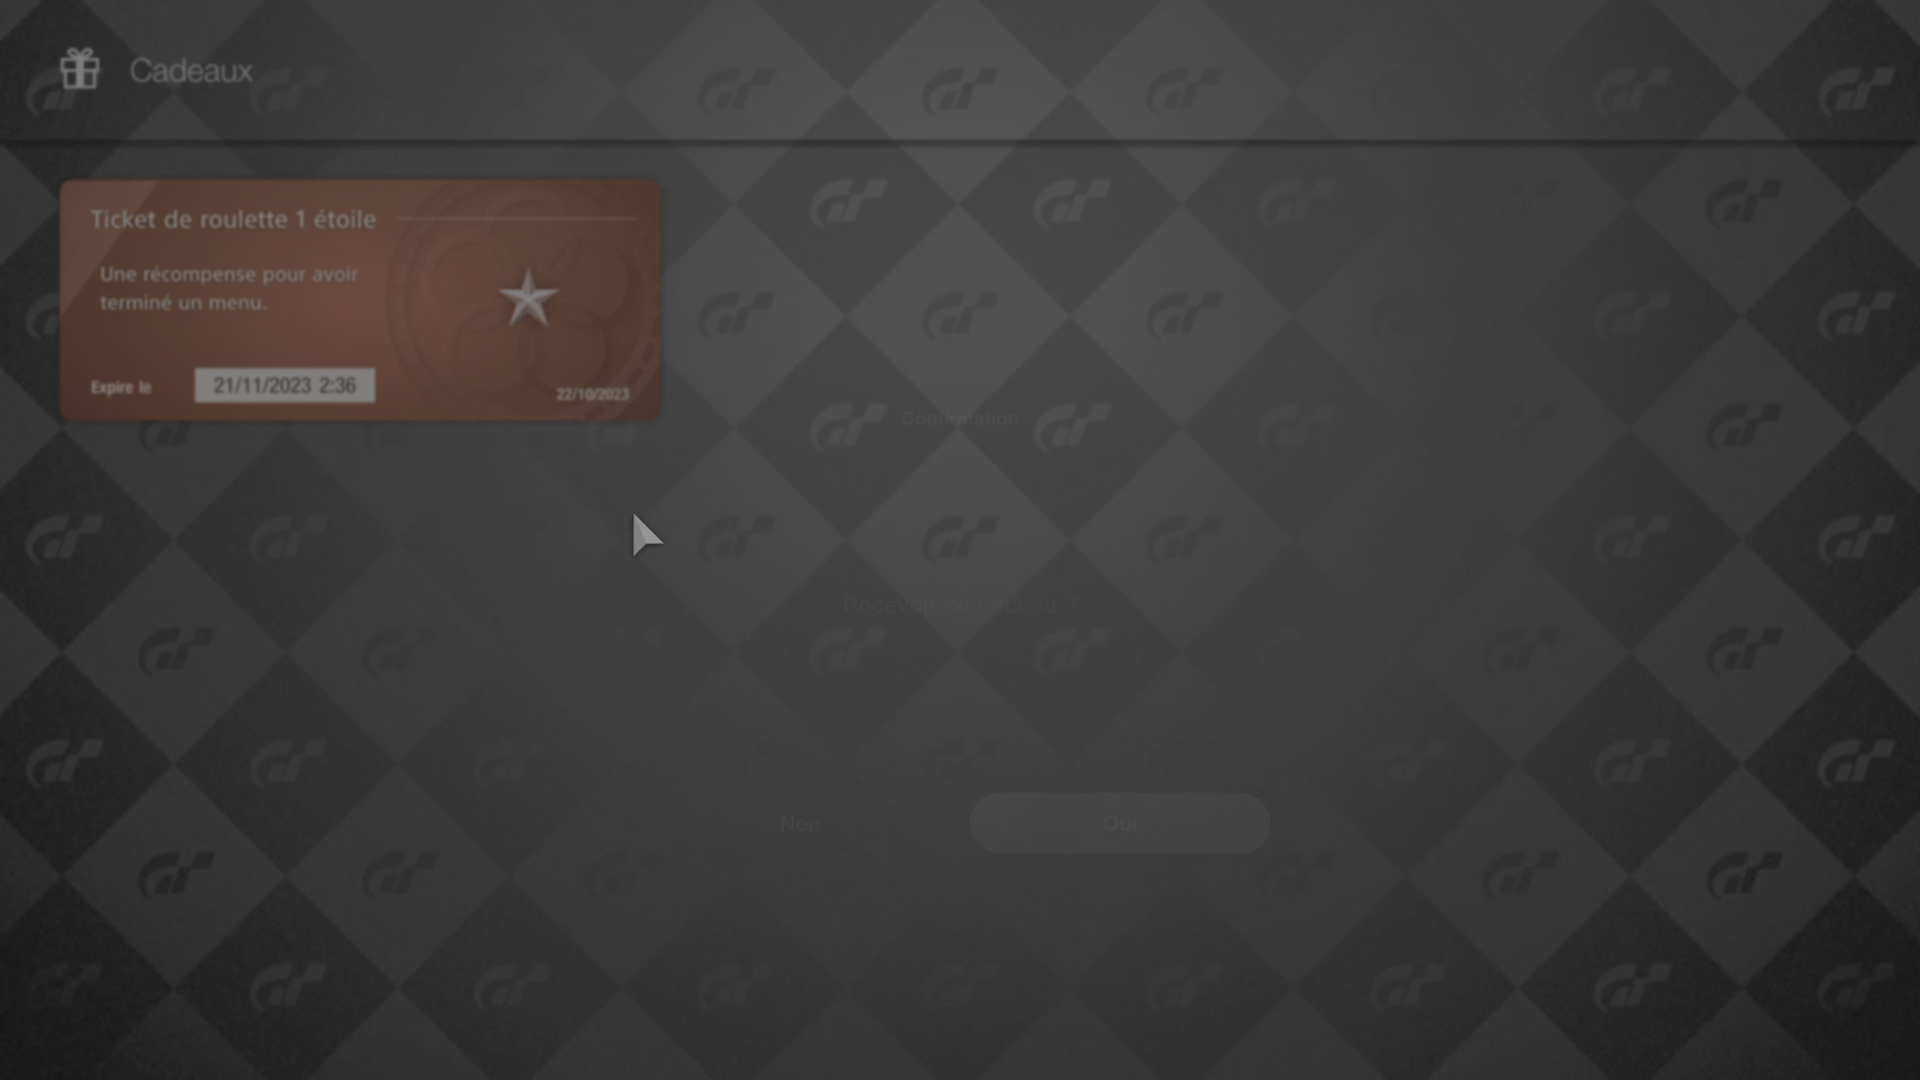 Cadeaux
Ticket de roulette 1 étoile
Une récompense pour avoir
terminé un menu.
Expire le
21/11/2023 2:36
22/10/2023
Confirmation
Recevoir ce cadeau ?
Non
Oui